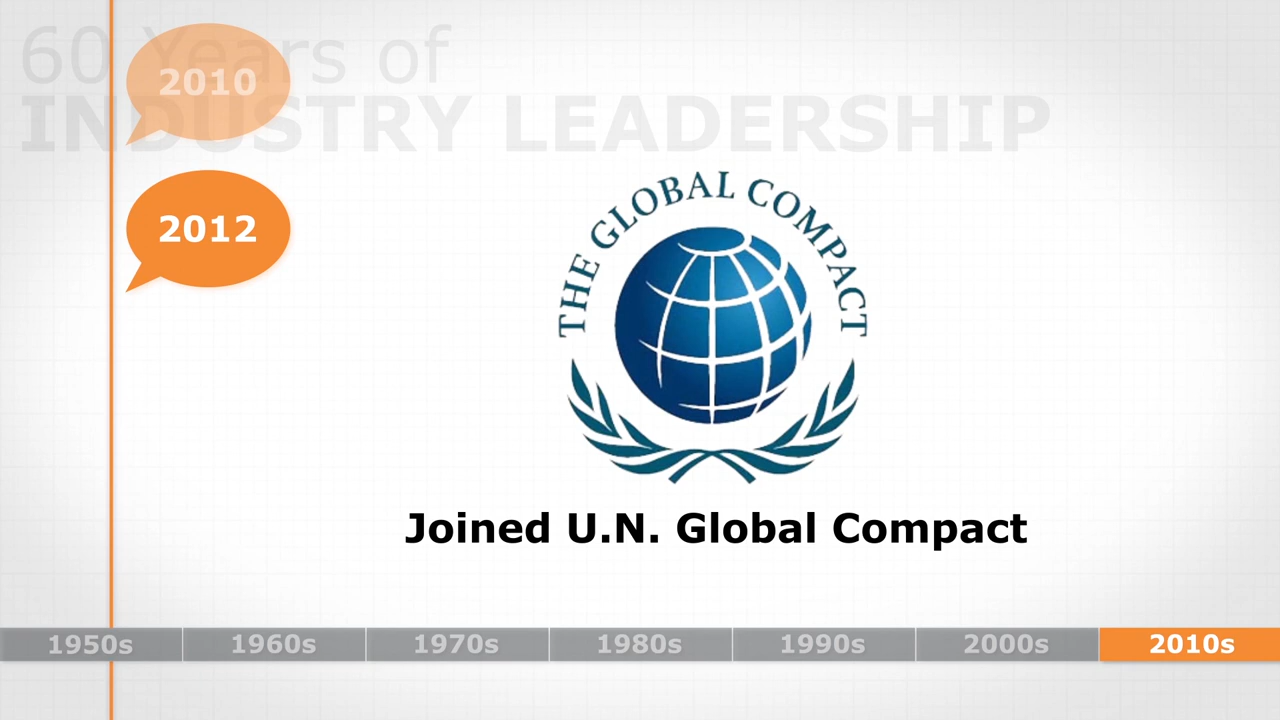 60 Years of
INDUSTRY LEADERSHIP
2010
2012
THE GLOBAL COMPACT
Joined U.N. Global Compact
1950s 1960s 1970s 1980s 1990s 2000s 2010s